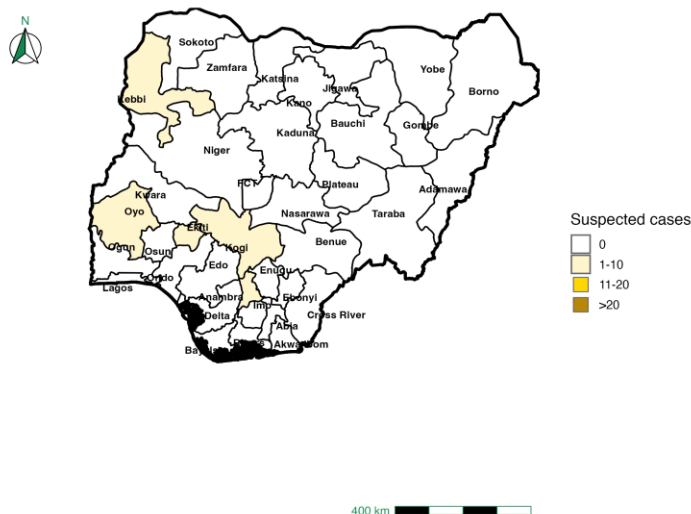 N
Sokoto
Zamfara
Katsina
Yobe
Jigawa
Borno
Kebbi
Kano
Bauchi
Gombe
Kaduna
Niger
FCT
Plateau
Adamawa
Kwara
Oyo
Nasarawa
Taraba
Ekiti
Ogun
Osun
Kogi
Benue
Edo
Enugu
Ondo
Lagos
Anambra
Ebonyi
Imo
Delta
Cross River
Abia
Akwa Ibom
Suspected cases
0
1-10
11-20
>20
400 km